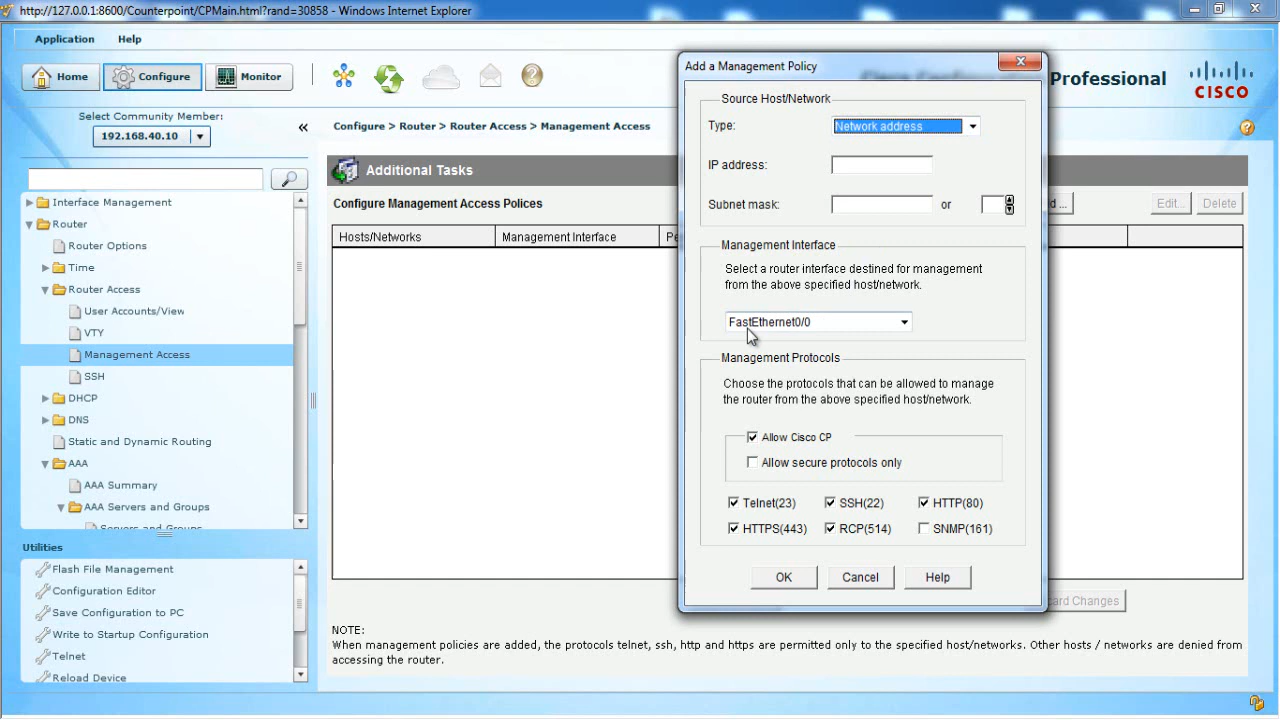 http://127.0.0.1:8600/Counterpoint/CPMain.html?rand=30858 - Windows Internet Explorer
Application Help
Home Configure Monitor
Professional
CISCO
Select Community Member:
192.168.40.10
Configure > Router > Router Access > Management Access
Interface Management
Router
Router Options
Time
Router Access
User Accounts/View
VTY
Management Access
SSH
DHCP
DNS
Static and Dynamic Routing
AAA
AAA Summary
AAA Servers and Groups
Servers and Groups
Utilities
Flash File Management
Configuration Editor
Save Configuration to PC
Write to Startup Configuration
Telnet
Reload Device
Additional Tasks
Configure Management Access Polices
Edit... Delete
Hosts/Networks Management Interface
Add a Management Policy
Source Host/Network
Type: Network address
IP address:
Subnet mask: or
Management Interface
Select a router interface destined for management
from the above specified host/network.
FastEthernet0/0
Management Protocols
Choose the protocols that can be allowed to manage
the router from the above specified host/network.
Allow Cisco CP
Allow secure protocols only
Telnet(23) SSH(22) HTTP(80)
HTTPS(443) RCP(514) SNMP(161)
OK Cancel Help
Changes
NOTE:
When management policies are added, the protocols telnet, ssh, http and https are permitted only to the specified host/networks. Other hosts / networks are denied from
accessing the router.